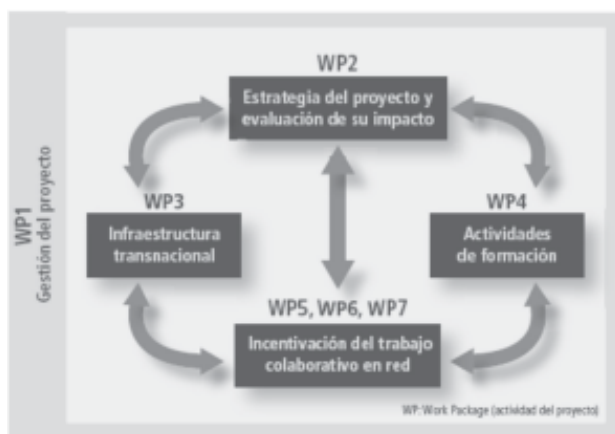 WP1
Gestión del proyecto
WP2
Estrategia del proyecto y
evaluación de su impacto
WP3
Infraestructura
transnacional
WP4
Actividades
de formación
WP5, WP6, WP7
Incentivación del trabajo
colaborativo en red
WP: Work Package (actividad del proyecto)